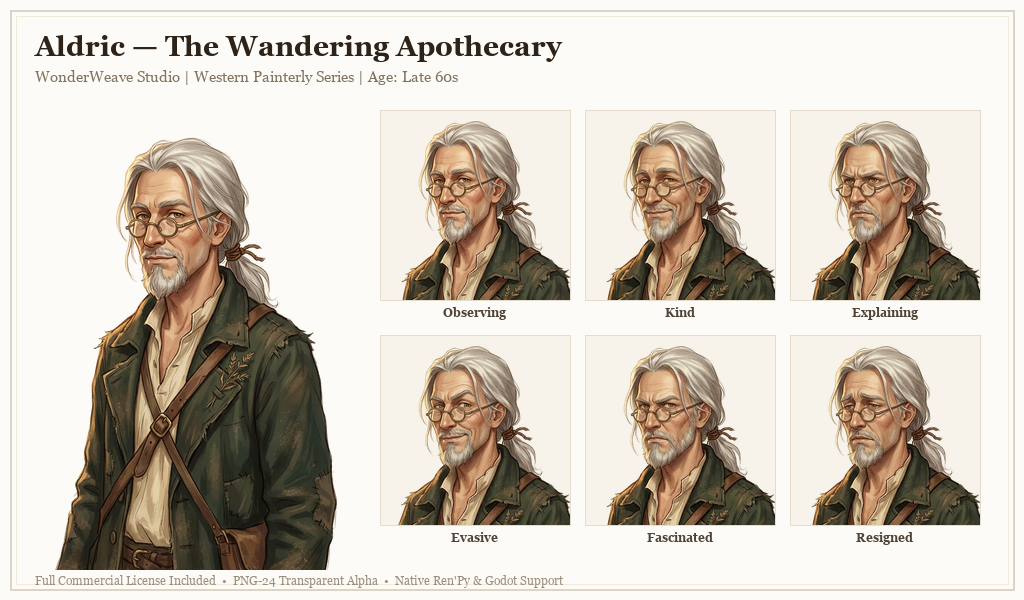 Aldric — The Wandering Apothecary
WonderWeave Studio | Western Painterly Series | Age: Late 60s
Observing
Kind
Explaining
Evasive
Fascinated
Resigned
Full Commercial License Included • PNG-24 Transparent Alpha • Native Ren'Py & Godot Support